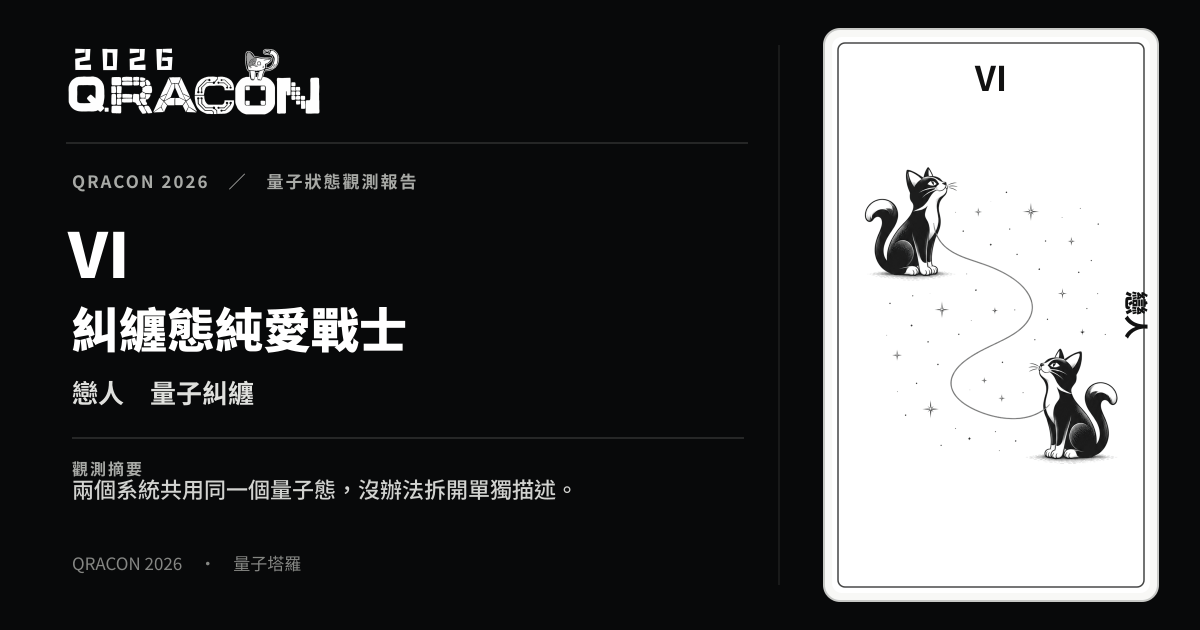 2026
QRACON
QRACON 2026 ／ 量子狀態觀測報告
VI
糾纏態純愛戰士
戀人 量子糾纏
觀測摘要
兩個系統共用同一個量子態，沒辦法拆開單獨描述。
QRACON 2026 ・ 量子塔羅
VI
戀人